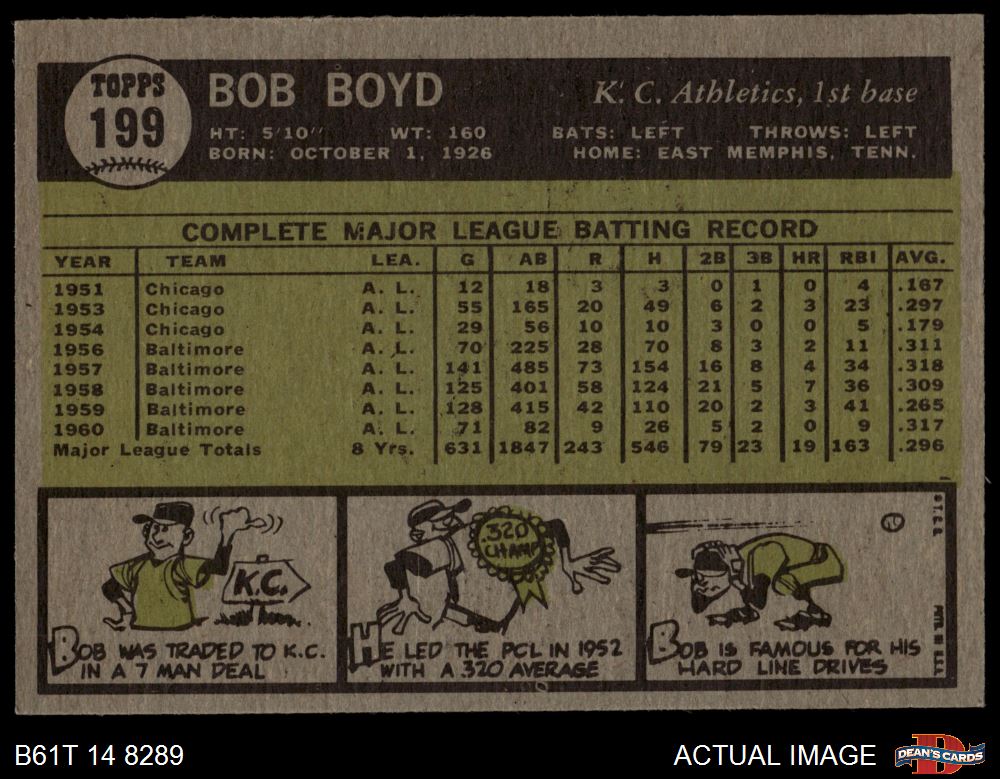 TOPPS
199
BOB BOYD
K. C. Athletics, 1st base
HT: 5'10" WT: 160 BATS: LEFT THROWS: LEFT
BORN: OCTOBER 1, 1926 HOME: EAST MEMPHIS, TENN.
COMPLETE MAJOR LEAGUE BATTING RECORD
YEAR TEAM LEA. G AB R H 2B 3B HR RBI AVG.
1951 Chicago A. L. 12 18 3 3 0 1 0 4 .167
1953 Chicago A. L. 55 165 20 49 6 2 3 23 .297
1954 Chicago A. L. 29 56 10 10 3 0 0 5 .179
1956 Baltimore A. L. 70 225 28 70 8 3 2 11 .311
1957 Baltimore A. L. 141 485 73 154 16 8 4 34 .318
1958 Baltimore A. L. 125 401 58 124 21 5 7 36 .309
1959 Baltimore A. L. 128 415 42 110 20 2 3 41 .265
1960 Baltimore A. L. 71 82 9 26 5 2 0 9 .317
Major League Totals 8 Yrs. 631 1847 243 546 79 23 19 163 .296
K.C.
BOB WAS TRADED TO K.C.
IN A 7 MAN DEAL
.320
CHAMP
HE LED THE PCL IN 1952
WITH A .320 AVERAGE
BOB IS FAMOUS FOR HIS
HARD LINE DRIVES
B61T 14 8289
ACTUAL IMAGE
DEAN'S CARDS